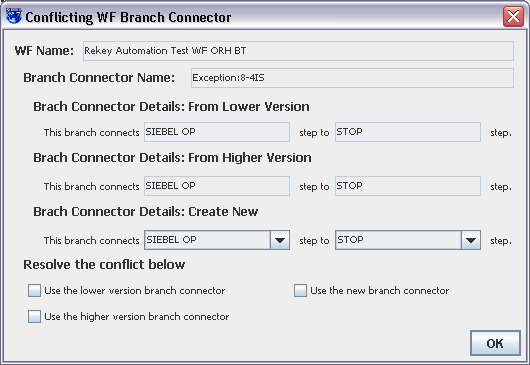 Conflicting WF Branch Connector
WF Name: Rekey Automation Test WF ORH BT
Branch Connector Name: Exception:8-4IS
Brach Connector Details: From Lower Version
This branch connects SIEBEL OP step to STOP step.
Brach Connector Details: From Higher Version
This branch connects SIEBEL OP step to STOP step.
Brach Connector Details: Create New
This branch connects SIEBEL OP step to STOP step.
Resolve the conflict below
Use the lower version branch connector Use the new branch connector
Use the higher version branch connector
OK